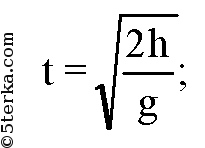 ©5terka.com
t = √(2h/g);